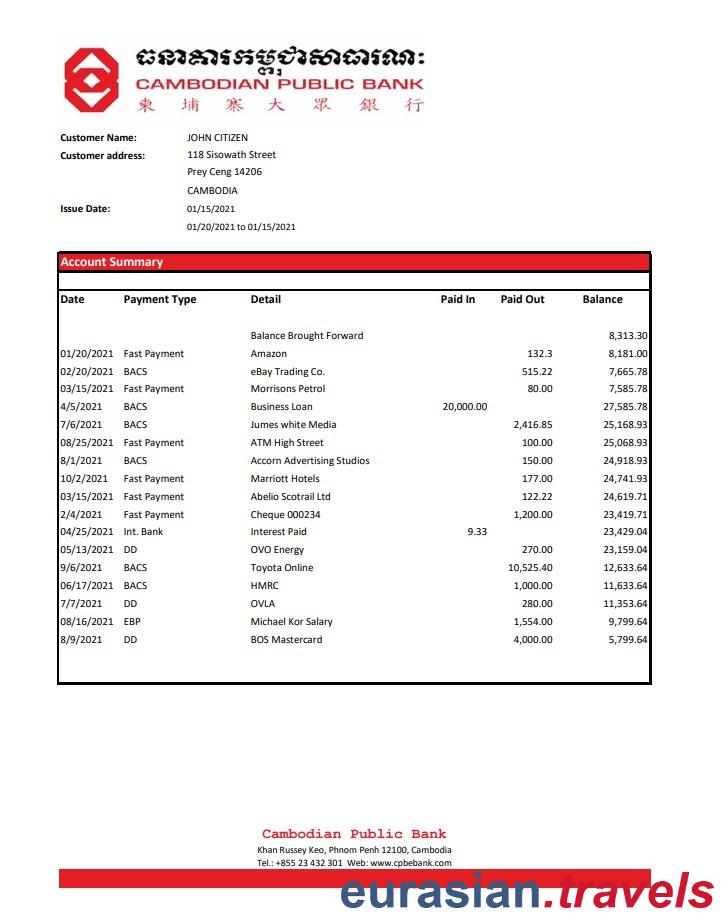 ធនាគារកម្ពុជាសាធារណៈ
CAMBODIAN PUBLIC BANK
柬埔寨大眾銀行
Customer Name: JOHN CITIZEN
Customer address: 118 Sisowath Street
Prey Ceng 14206
CAMBODIA
Issue Date: 01/15/2021
01/20/2021 to 01/15/2021
Account Summary
Date Payment Type Detail Paid In Paid Out Balance
Balance Brought Forward 8,313.30
01/20/2021 Fast Payment Amazon 132.3 8,181.00
02/20/2021 BACS eBay Trading Co. 515.22 7,665.78
03/15/2021 Fast Payment Morrisons Petrol 80.00 7,585.78
4/5/2021 BACS Business Loan 20,000.00 27,585.78
7/6/2021 BACS Jumes white Media 2,416.85 25,168.93
08/25/2021 Fast Payment ATM High Street 100.00 25,068.93
8/1/2021 BACS Accorn Advertising Studios 150.00 24,918.93
10/2/2021 Fast Payment Marriott Hotels 177.00 24,741.93
03/15/2021 Fast Payment Abelio Scotrail Ltd 122.22 24,619.71
2/4/2021 Fast Payment Cheque 000234 1,200.00 23,419.71
04/25/2021 Int. Bank Interest Paid 9.33 23,429.04
05/13/2021 DD OVO Energy 270.00 23,159.04
9/6/2021 BACS Toyota Online 10,525.40 12,633.64
06/17/2021 BACS HMRC 1,000.00 11,633.64
7/7/2021 DD OVLA 280.00 11,353.64
08/16/2021 EBP Michael Kor Salary 1,554.00 9,799.64
8/9/2021 DD BOS Mastercard 4,000.00 5,799.64
Cambodian Public Bank
Khan Russey Keo, Phnom Penh 12100, Cambodia
Tel.: +855 23 432 301 Web: www.cpbebank.com
eurasian.travels